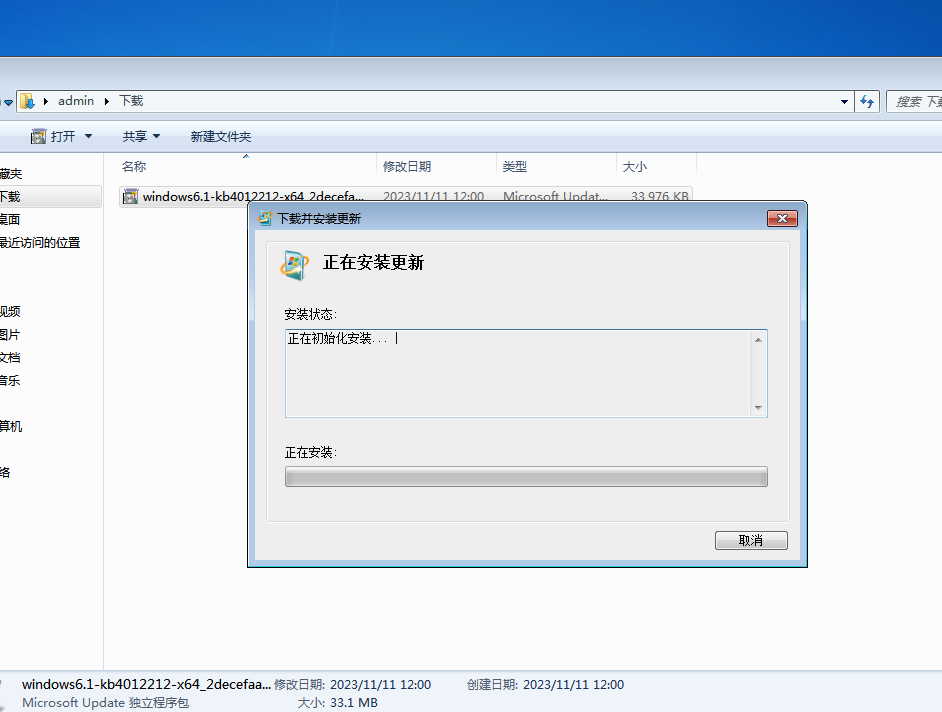 admin 下载
搜索 下载
打开 共享 新建文件夹
名称 修改日期 类型 大小
windows6.1-kb4012212-x64_2decefaa... 2023/11/11 12:00 Microsoft Updat... 33,976 KB
藏夹
下载
桌面
最近访问的位置
视频
图片
文档
音乐
算机
络
下载并安装更新
正在安装更新
安装状态:
正在初始化安装...
正在安装:
取消
windows6.1-kb4012212-x64_2decefaa... 修改日期: 2023/11/11 12:00 创建日期: 2023/11/11 12:00
Microsoft Update 独立程序包 大小: 33.1 MB